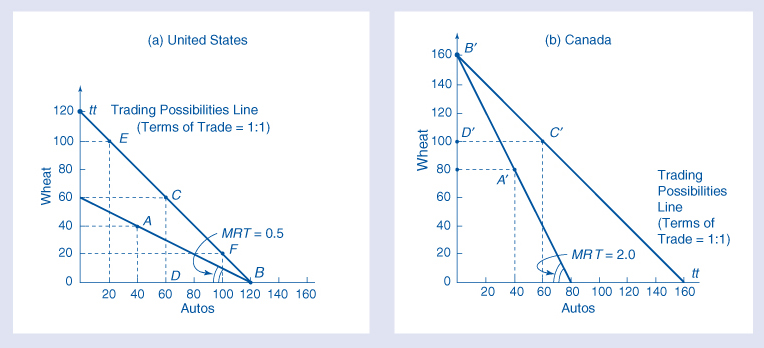 (a) United States
120
tt
Trading Possibilities Line
(Terms of Trade = 1:1)
100
E
80
Wheat
60
C
40
A
MRT = 0.5
20
F
0
D
B
20 40 60 80 100 120 140 160
Autos
(b) Canada
160
B′
140
120
D′
C′
100
Wheat
80
A′
Trading
Possibilities
Line
(Terms of
Trade = 1:1)
60
40
20
MRT = 2.0
0
tt
20 40 60 80 100 120 140 160
Autos